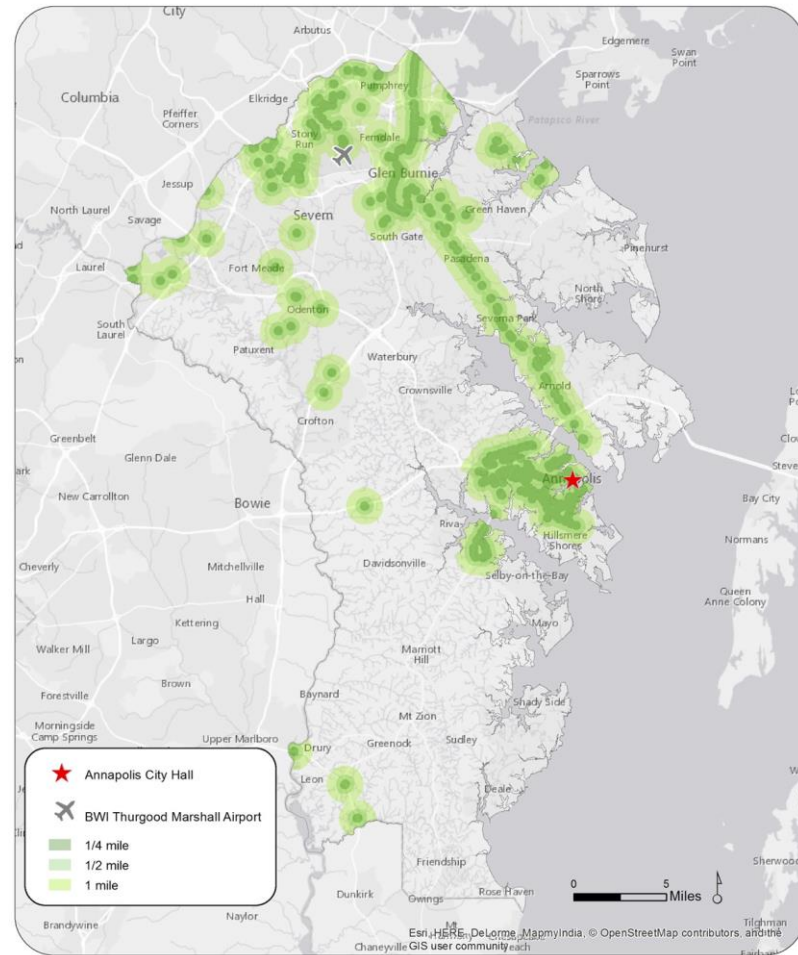 City
Arbutus
Edgemere
Swan
Point
Sparrows
Point
Columbia
Elkridge
Pumphrey
Pfeiffer
Corners
Patapsco River
Stony
Run
Ferndale
Glen Burnie
Jessup
North Laurel
Severn
Green Haven
Savage
South Gate
Pinehurst
Laurel
Fort Meade
Pasadena
North
Shore
South
Laurel
Odenton
Severna Park
Patuxent
Waterbury
Crownsville
Arnold
Crofton
Greenbelt
Glenn Dale
Annapolis
New Carrollton
Bowie
Bay City
Riva
Hillsmere
Shores
Normans
Cheverly
Mitchellville
Davidsonville
Selby-on-the-Bay
Queen
Anne Colony
Hall
Kettering
Mayo
Walker Mill
Largo
Marriott
Hill
Forestville
Brown
Baynard
Shady Side
Morningside
Camp Springs
Upper Marlboro
Mt Zion
Drury
Greenock
Sudley
Leon
Deale
Annapolis City Hall
BWI Thurgood Marshall Airport
1/4 mile
1/2 mile
1 mile
0 5
Miles
Friendship
Rose Haven
Dunkirk
Owings
Naylor
Brandywine
Chaneyville
Sherwood
Tilghman
Esri, HERE, DeLorme, MapmyIndia, © OpenStreetMap contributors, and the
GIS user community